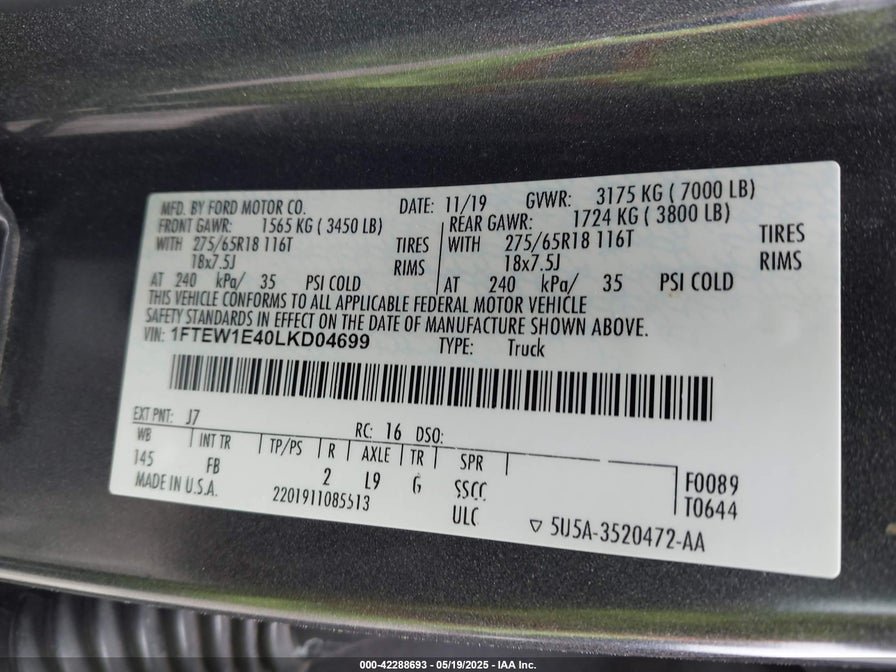 MFD. BY FORD MOTOR CO. DATE: 11/19 GVWR: 3175 KG ( 7000 LB)
FRONT GAWR: 1565 KG ( 3450 LB) REAR GAWR: 1724 KG ( 3800 LB)
WITH 275/65R18 116T TIRES WITH 275/65R18 116T TIRES
18x7.5J RIMS 18x7.5J RIMS
AT 240 kPa/ 35 PSI COLD AT 240 kPa/ 35 PSI COLD
THIS VEHICLE CONFORMS TO ALL APPLICABLE FEDERAL MOTOR VEHICLE
SAFETY STANDARDS IN EFFECT ON THE DATE OF MANUFACTURE SHOWN ABOVE.
VIN: 1FTEW1E40LKD04699 TYPE: Truck
EXT PNT: J7 RC: 16 DSO:
WB INT TR TP/PS R AXLE TR SPR
145 FB 2 L9 G SSCC F0089
MADE IN U.S.A. 2201911085513 ULC T0644
5U5A-3520472-AA
000-42288693 - 05/19/2025 - IAA Inc.